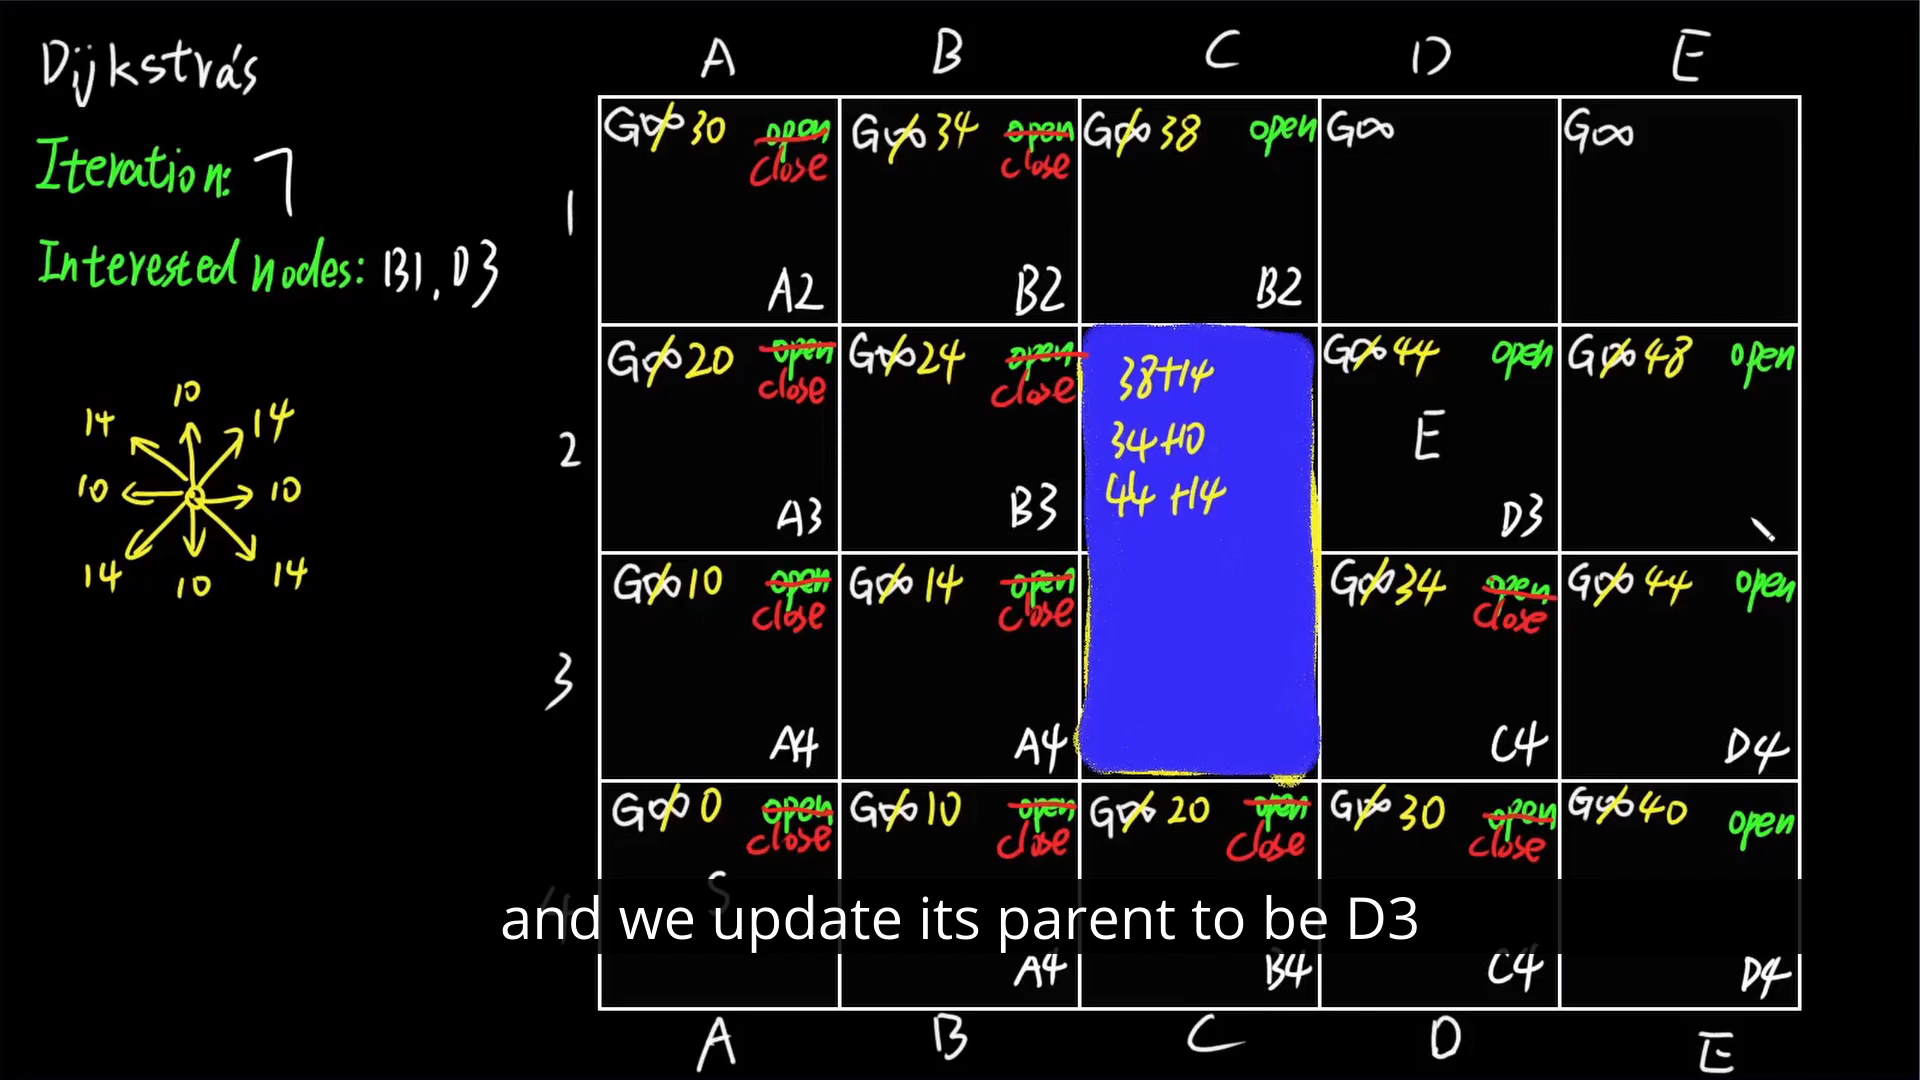 Dijkstra's
Iteration: 7
Interested nodes: B1, D3
10
14 14
10 10
14 10 14
A B C D E
1
G∞ 30 open close A2
G∞ 34 open close B2
G∞ 38 open B2
G∞
G∞
2
G∞ 20 open close A3
G∞ 24 open close B3
38+14
34+10
44+14
G∞ 44 open E D3
G∞ 48 open
3
G∞ 10 open close A4
G∞ 14 open close A4
G∞ 34 open close C4
G∞ 44 open D4
4
G∞ 0 open close S
G∞ 10 open close A4
G∞ 20 open close B4
G∞ 30 open close C4
G∞ 40 open D4
and we update its parent to be D3
A B C D E